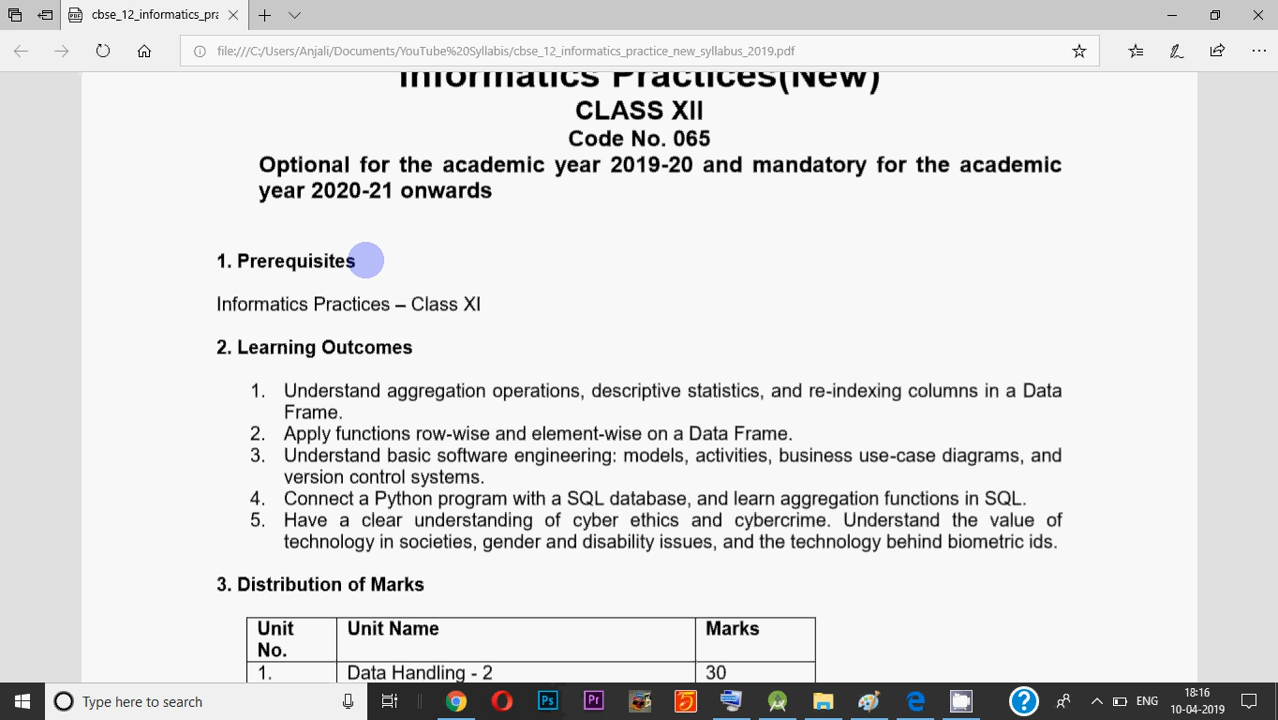 cbse_12_informatics_pra
file:///C:/Users/Anjali/Documents/YouTube%20Syllabis/cbse_12_informatics_practice_new_syllabus_2019.pdf
Informatics Practices(New)
CLASS XII
Code No. 065
Optional for the academic year 2019-20 and mandatory for the academic
year 2020-21 onwards
1. Prerequisites
Informatics Practices – Class XI
2. Learning Outcomes
1. Understand aggregation operations, descriptive statistics, and re-indexing columns in a Data
Frame.
2. Apply functions row-wise and element-wise on a Data Frame.
3. Understand basic software engineering: models, activities, business use-case diagrams, and
version control systems.
4. Connect a Python program with a SQL database, and learn aggregation functions in SQL.
5. Have a clear understanding of cyber ethics and cybercrime. Understand the value of
technology in societies, gender and disability issues, and the technology behind biometric ids.
3. Distribution of Marks
Unit No. Unit Name Marks
1. Data Handling - 2 30
Type here to search
Ps
Pr
ENG
18:16
10-04-2019